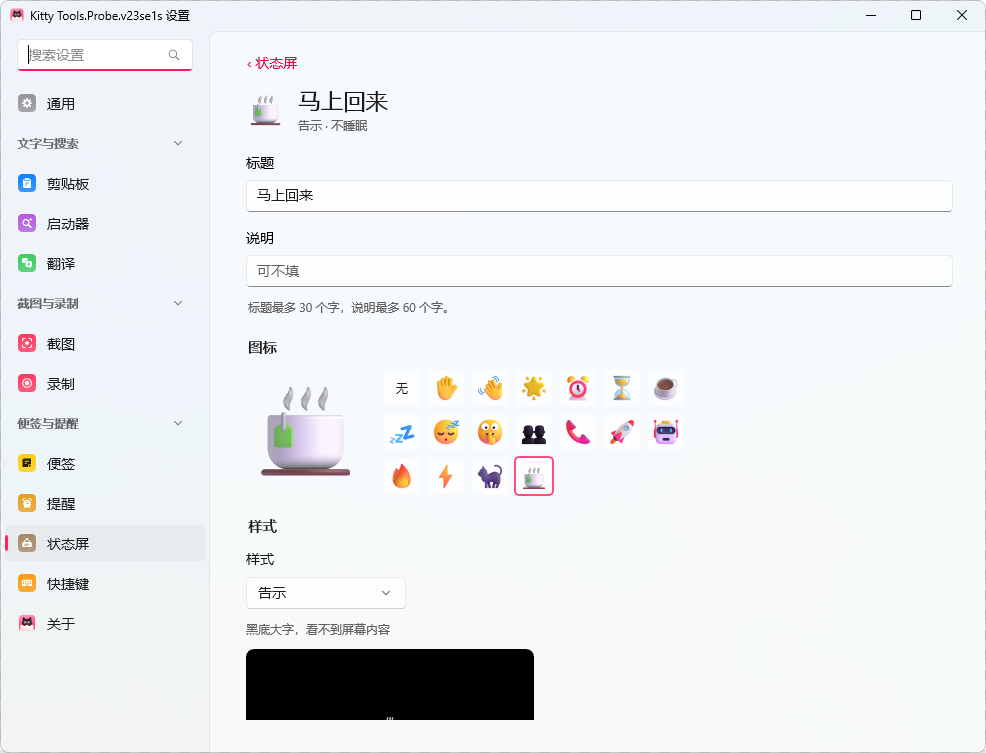 Kitty Tools.Probe.v23se1s 设置
搜索设置
通用
文字与搜索
剪贴板
启动器
翻译
截图与录制
截图
录制
便签与提醒
便签
提醒
状态屏
快捷键
关于
‹ 状态屏
马上回来
告示 · 不睡眠
标题
马上回来
说明
可不填
标题最多 30 个字，说明最多 60 个字。
图标
无
样式
样式
告示
黑底大字，看不到屏幕内容